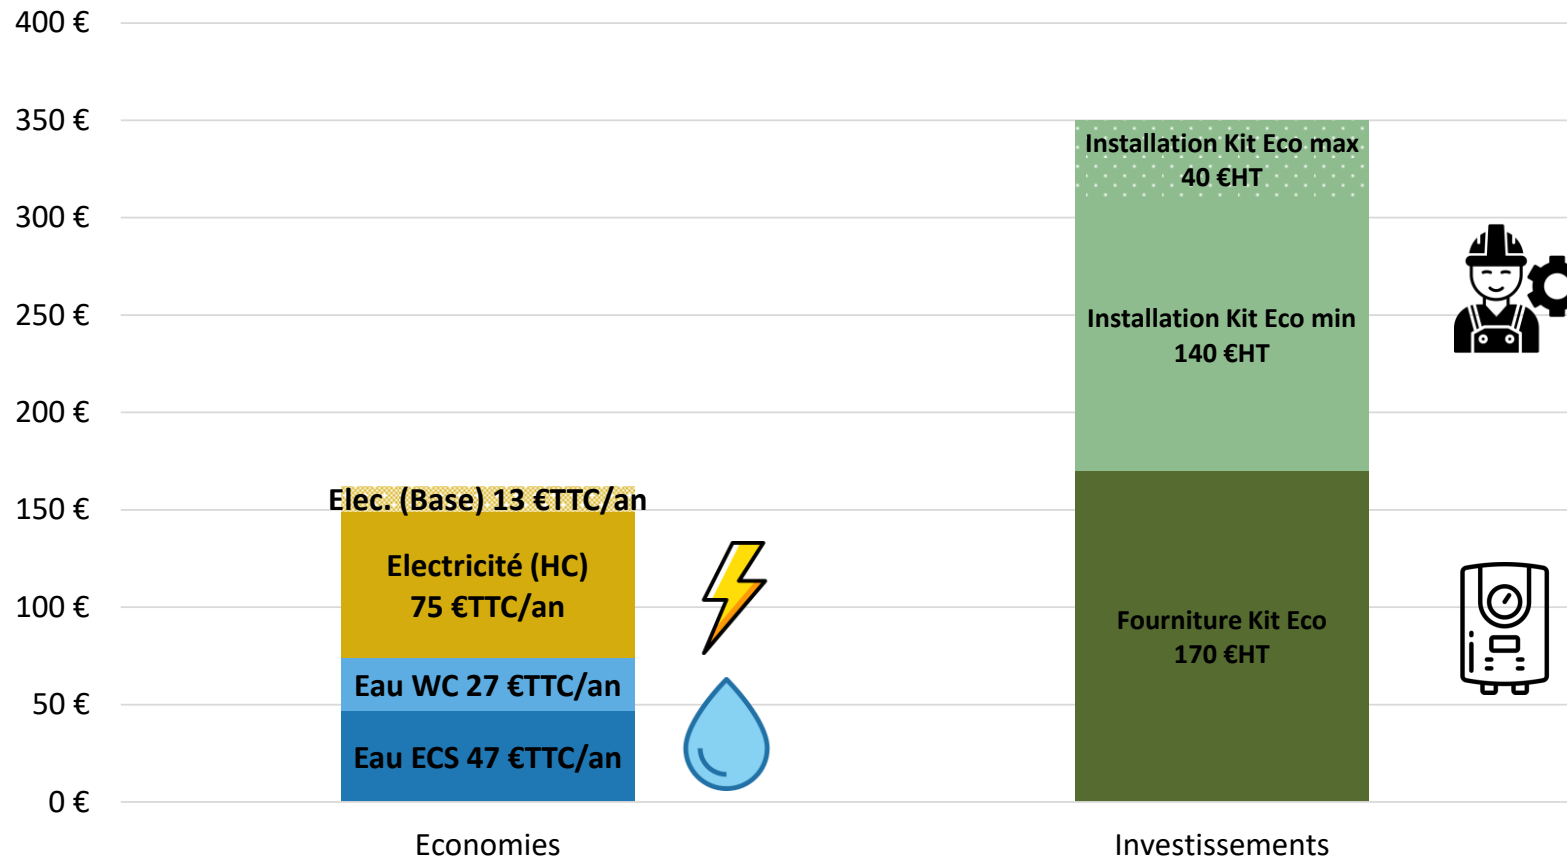 400 €
350 €
300 €
250 €
200 €
150 €
100 €
50 €
0 €
Elec. (Base) 13 €TTC/an
Electricité (HC)
75 €TTC/an
Eau WC 27 €TTC/an
Eau ECS 47 €TTC/an
Installation Kit Eco max
40 €HT
Installation Kit Eco min
140 €HT
Fourniture Kit Eco
170 €HT
Economies
Investissements